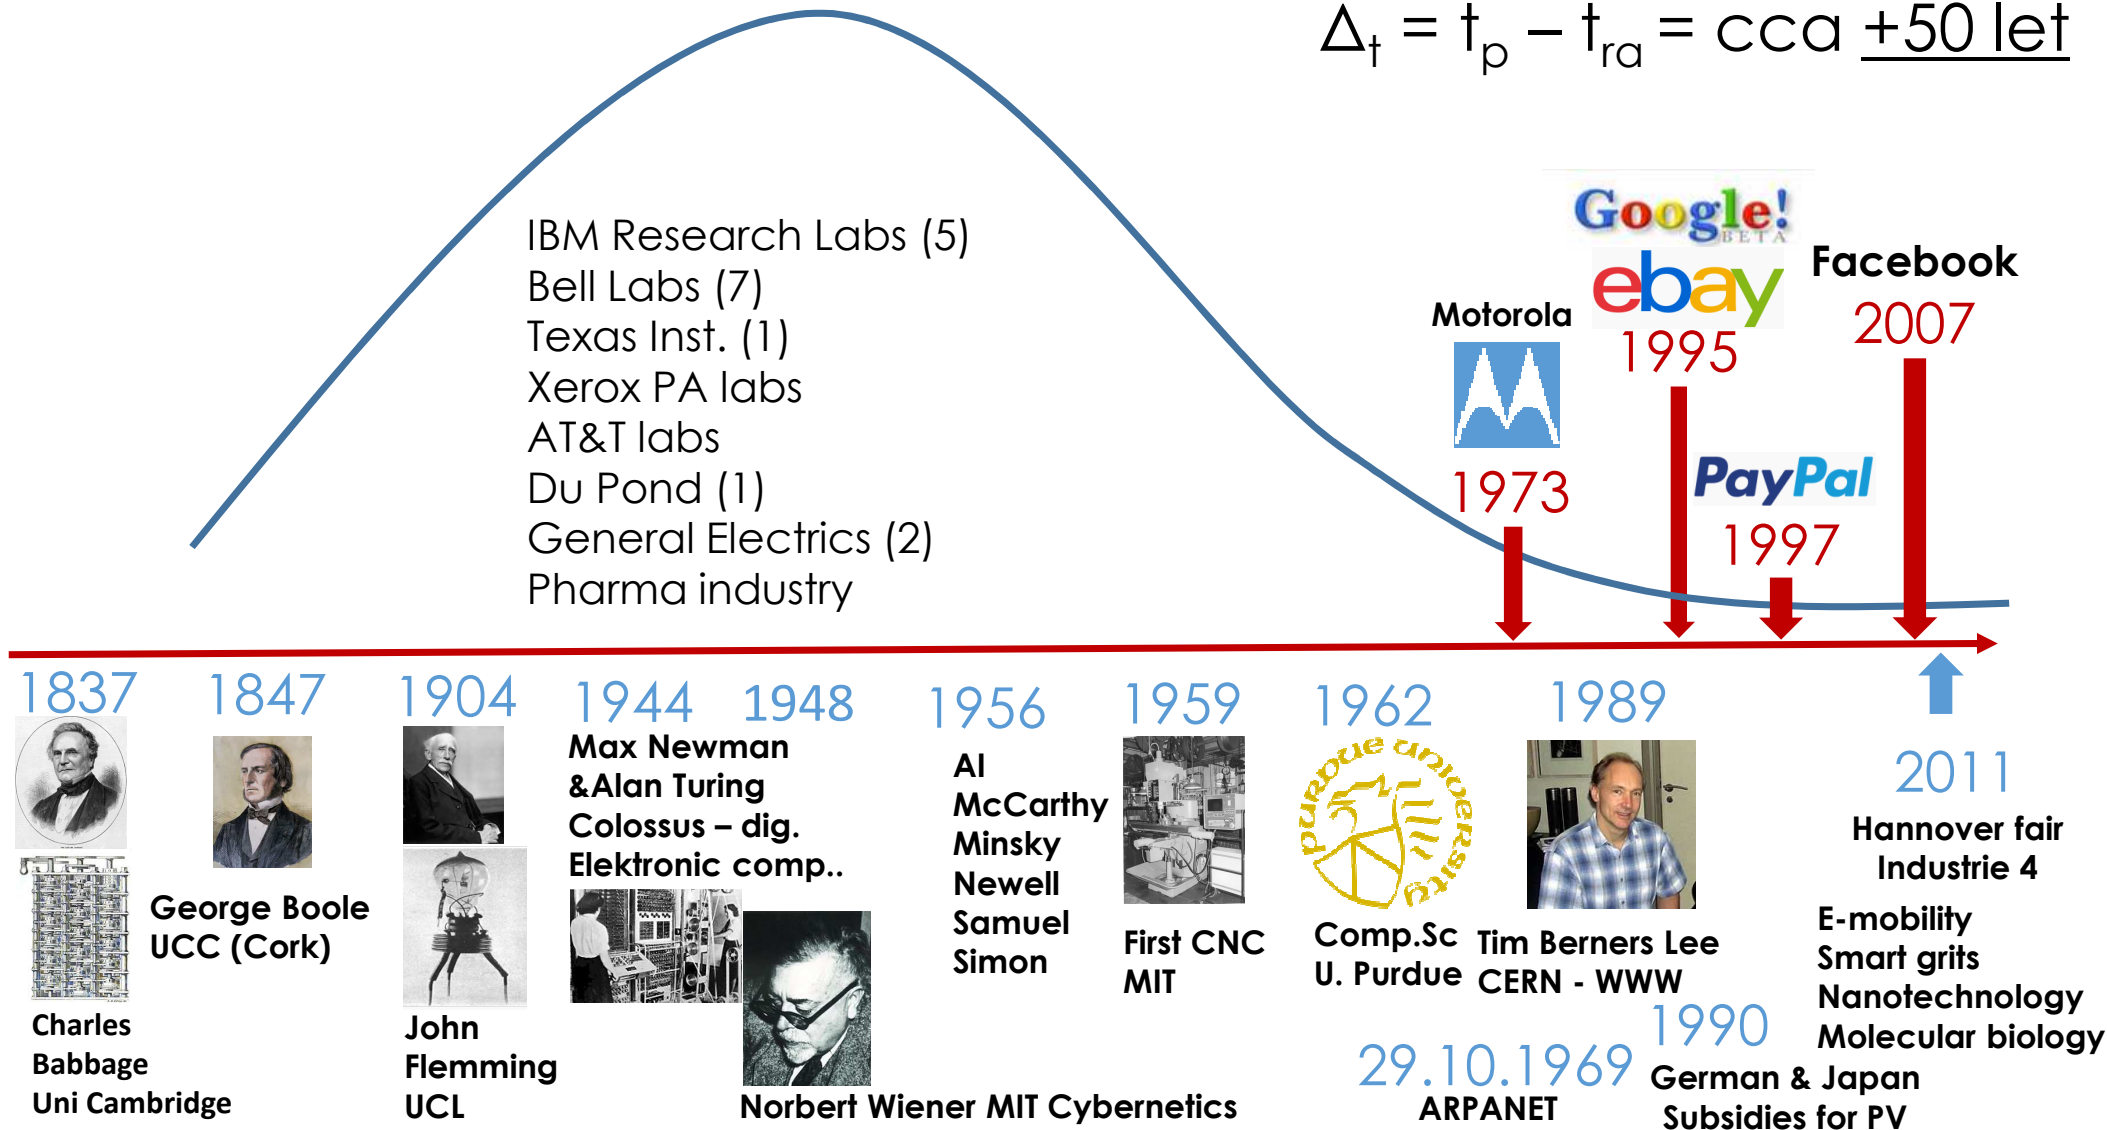 Δt = tp – tra = cca +50 let
IBM Research Labs (5)
Bell Labs (7)
Texas Inst. (1)
Xerox PA labs
AT&T labs
Du Pond (1)
General Electrics (2)
Pharma industry
Motorola
1973
Google!
BETA
ebay
1995
PayPal
1997
Facebook
2007
1837
Charles
Babbage
Uni Cambridge
1847
George Boole
UCC (Cork)
1904
John
Flemming
UCL
1944
Max Newman
&Alan Turing
Colossus – dig.
Elektronic comp..
1948
Norbert Wiener MIT Cybernetics
1956
AI
McCarthy
Minsky
Newell
Samuel
Simon
1959
First CNC
MIT
1962
purdue university
Comp.Sc
U. Purdue
29.10.1969
ARPANET
1989
Tim Berners Lee
CERN - WWW
1990
German & Japan
Subsidies for PV
2011
Hannover fair
Industrie 4
E-mobility
Smart grits
Nanotechnology
Molecular biology